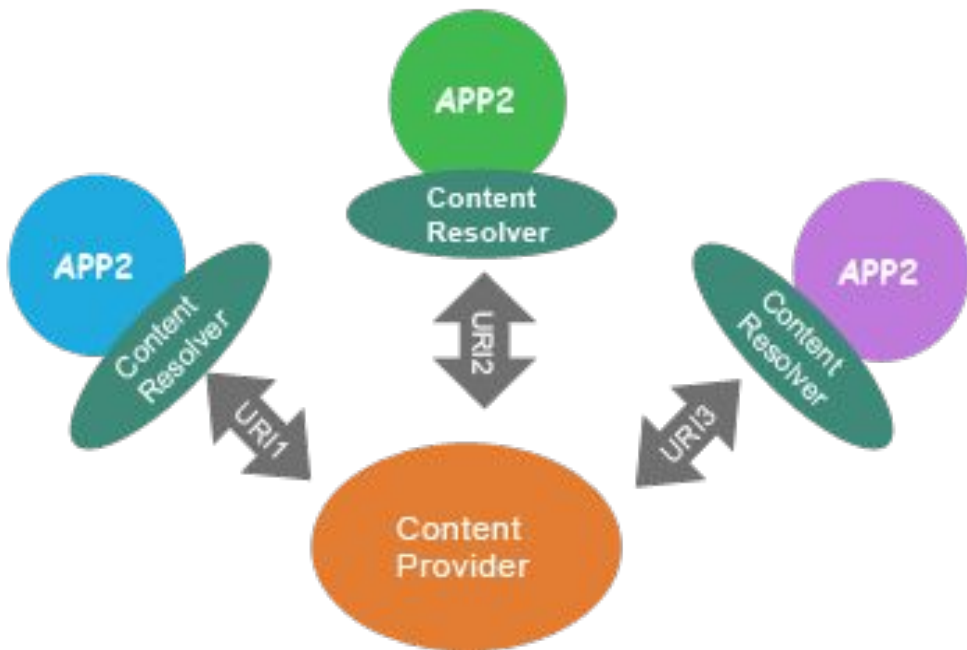 APP2
Content
Resolver
APP2
Content
Resolver
APP2
Content
Resolver
URI1
URI2
URI3
Content
Provider